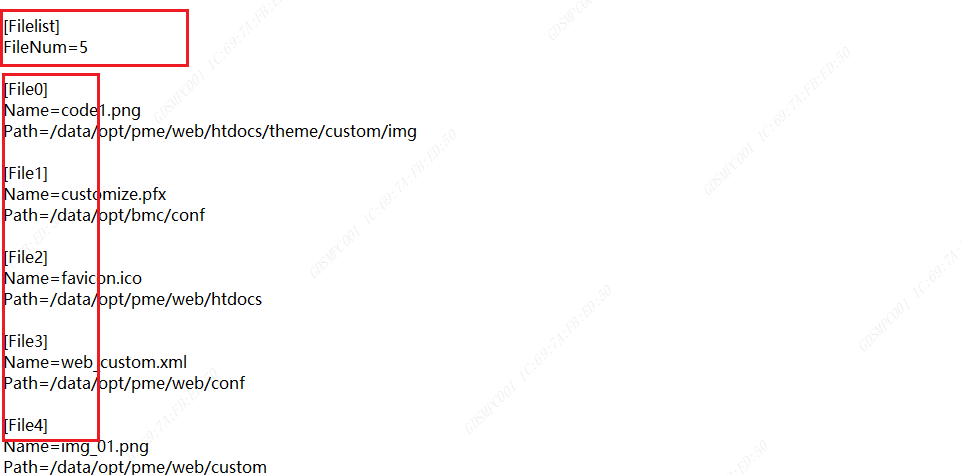 [Filelist]
FileNum=5
[File0]
Name=code1.png
Path=/data/opt/pme/web/htdocs/theme/custom/img
[File1]
Name=customize.pfx
Path=/data/opt/bmc/conf
[File2]
Name=favicon.ico
Path=/data/opt/pme/web/htdocs
[File3]
Name=web_custom.xml
Path=/data/opt/pme/web/conf
[File4]
Name=img_01.png
Path=/data/opt/pme/web/custom